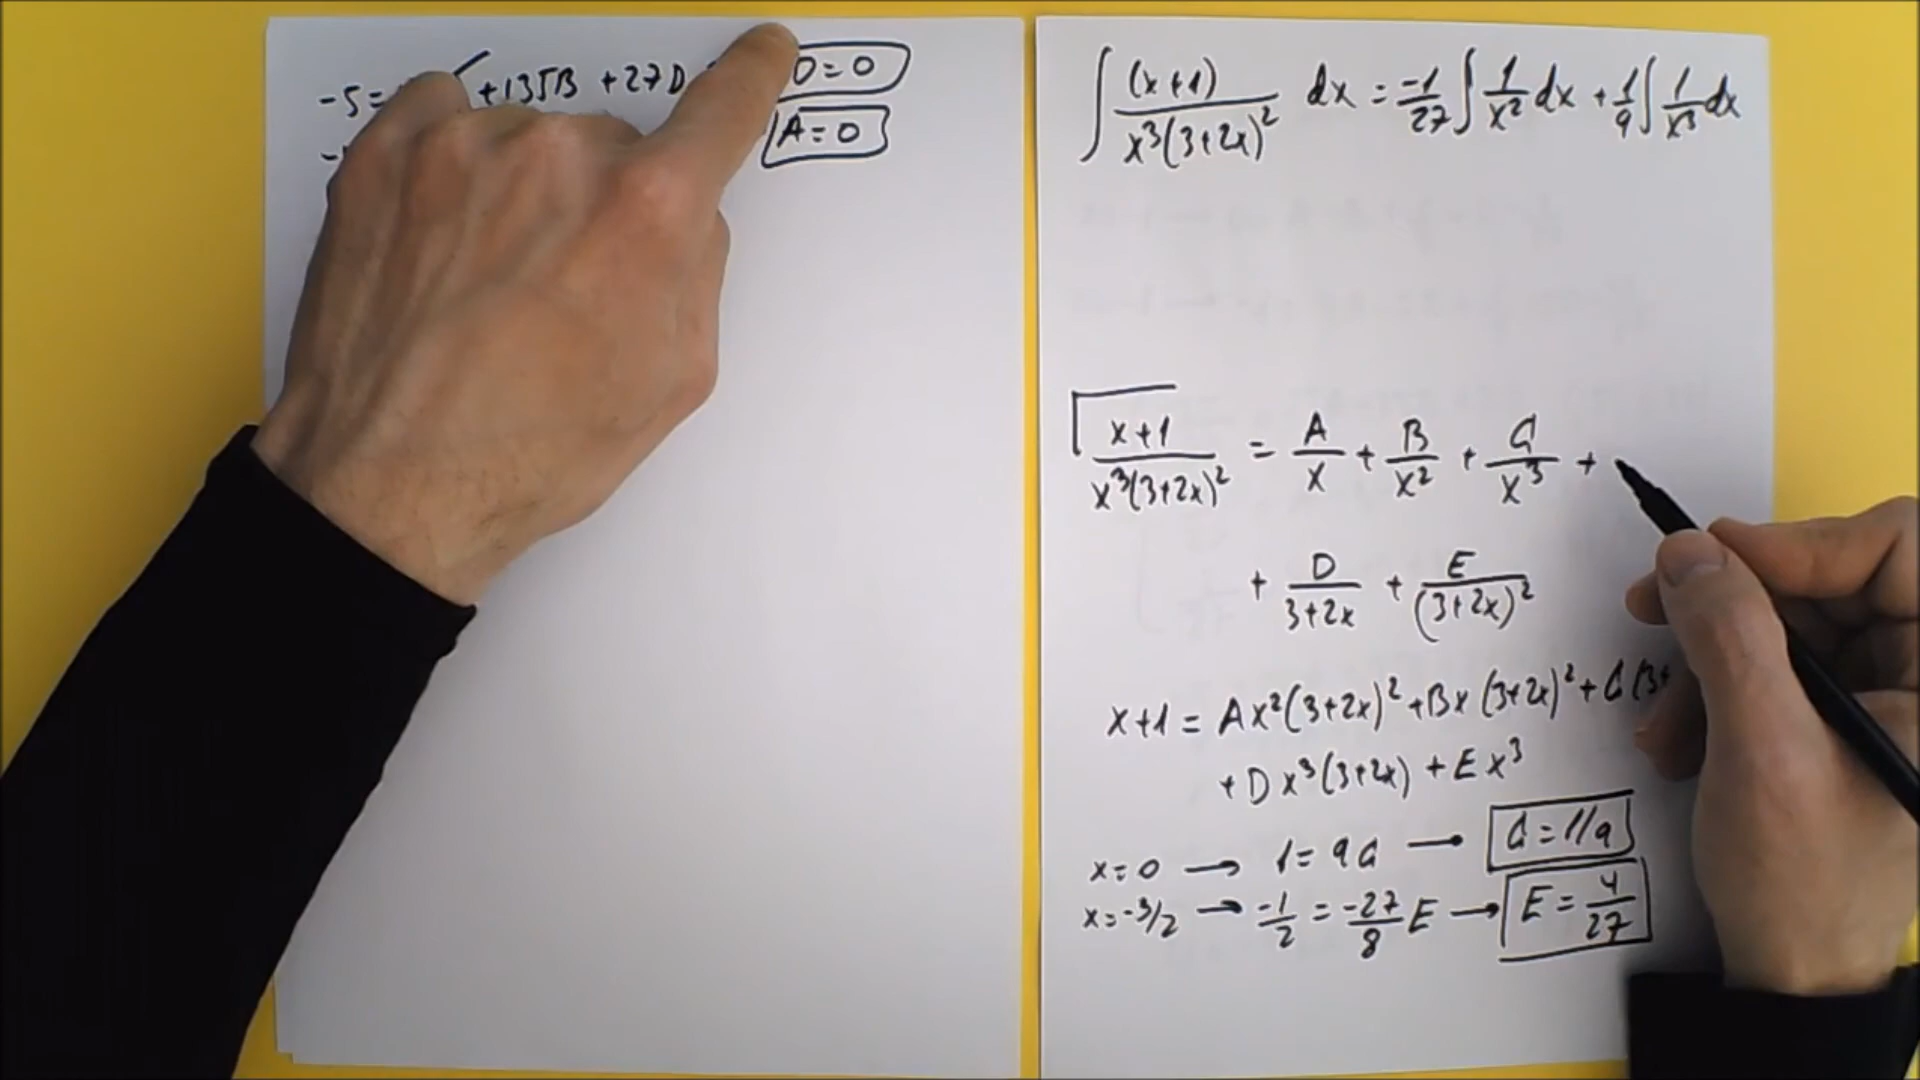 -5= +135B +27D
D=0
A=0
∫ (x+1)/(x³(3+2x)²) dx = -1/27 ∫ 1/x² dx + 1/9 ∫ 1/x³ dx
(x+1)/(x³(3+2x)²) = A/x + B/x² + C/x³ +
+ D/(3+2x) + E/(3+2x)²
x+1 = Ax²(3+2x)² + Bx(3+2x)² + C(3+
+ Dx³(3+2x) + Ex³
x=0 → 1=9C → C=1/9
x=-3/2 → -1/2 = -27/8 E → E = 4/27